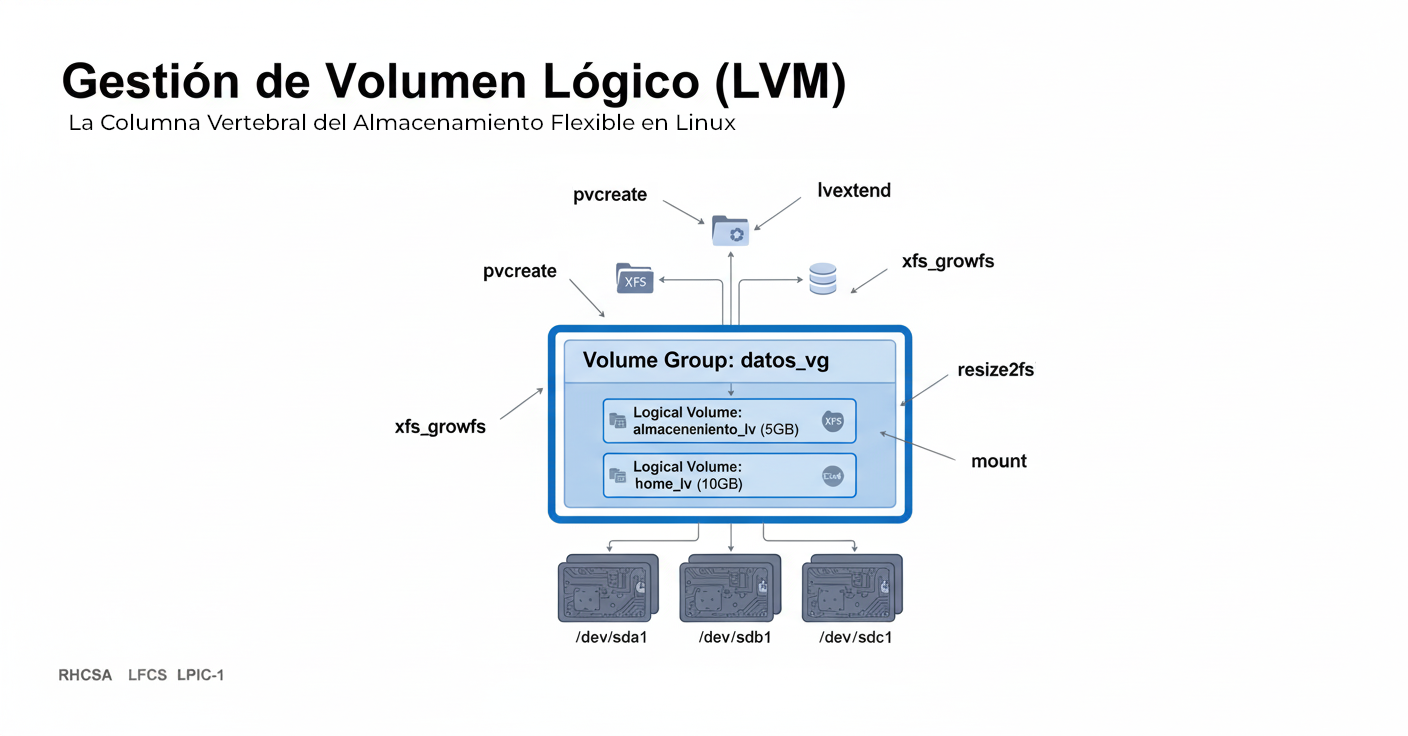 Gestión de Volumen Lógico (LVM)
La Columna Vertebral del Almacenamiento Flexible en Linux
pvcreate
lvextend
pvcreate
XFS
xfs_growfs
Volume Group: datos_vg
resize2fs
Logical Volume:
almaceneniento_lv (5GB)
XFS
xfs_growfs
mount
Logical Volume:
home_lv (10GB)
/dev/sda1
/dev/sdb1
/dev/sdc1
RHCSA LFCS LPIC-1